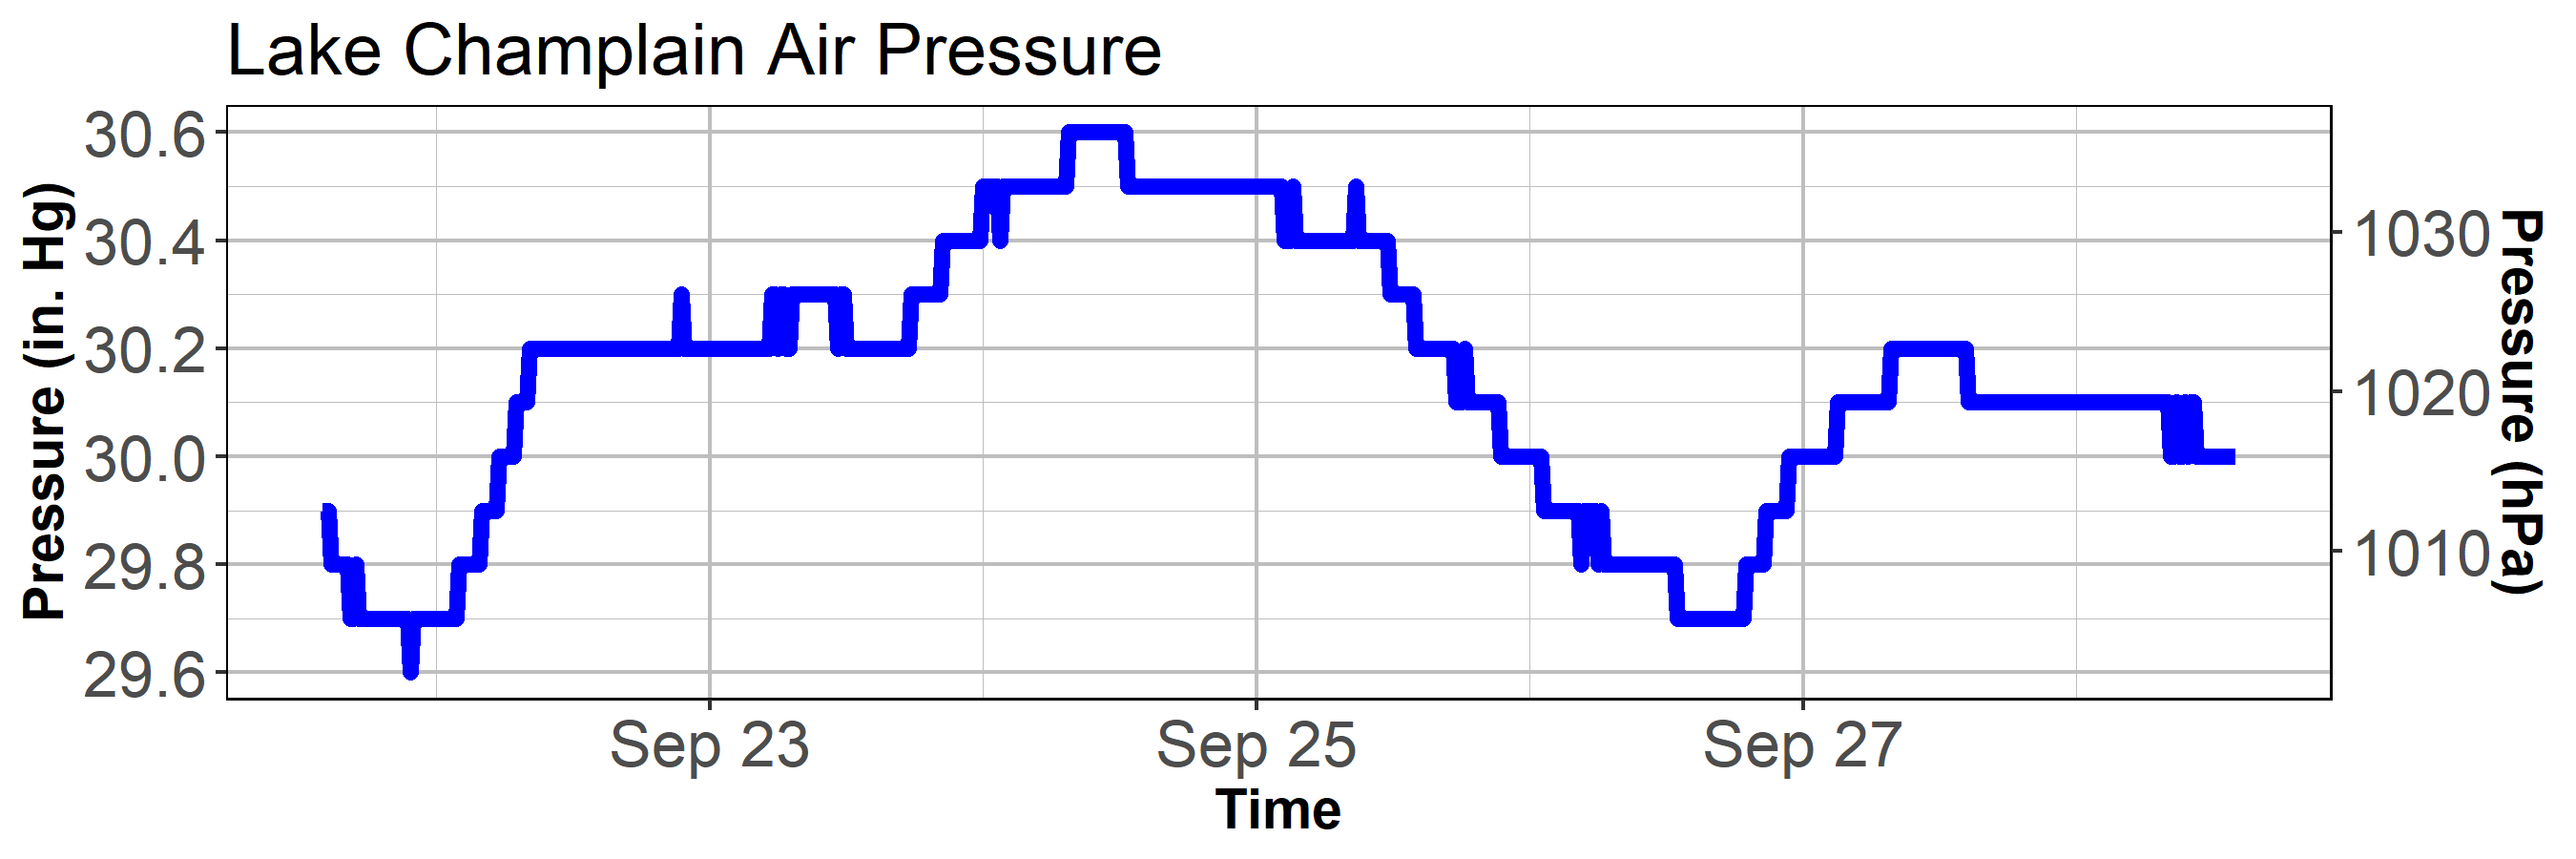 Lake Champlain Air Pressure
30.6
30.4
30.2
30.0
29.8
29.6
Pressure (in. Hg)
1030
1020
1010
Pressure (hPa)
Sep 23
Sep 25
Sep 27
Time